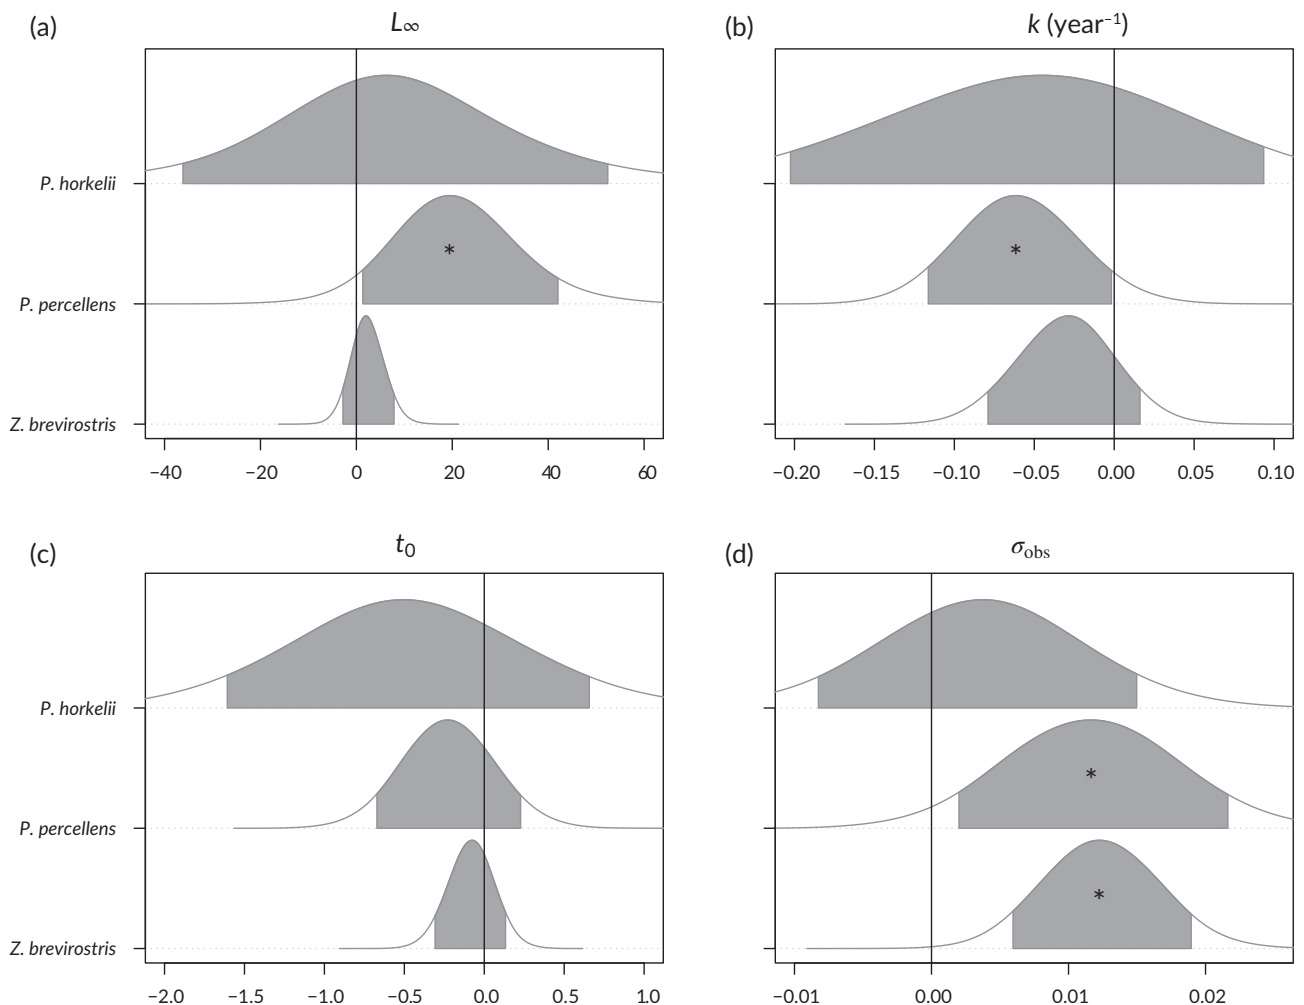 (a) L∞
(b) k (year⁻¹)
P. horkelii
*
*
P. percellens
Z. brevirostris
−40 −20 0 20 40 60
−0.20 −0.15 −0.10 −0.05 0.00 0.05 0.10
(c) t₀
(d) σobs
P. horkelii
*
P. percellens
*
Z. brevirostris
−2.0 −1.5 −1.0 −0.5 0.0 0.5 1.0
−0.01 0.00 0.01 0.02